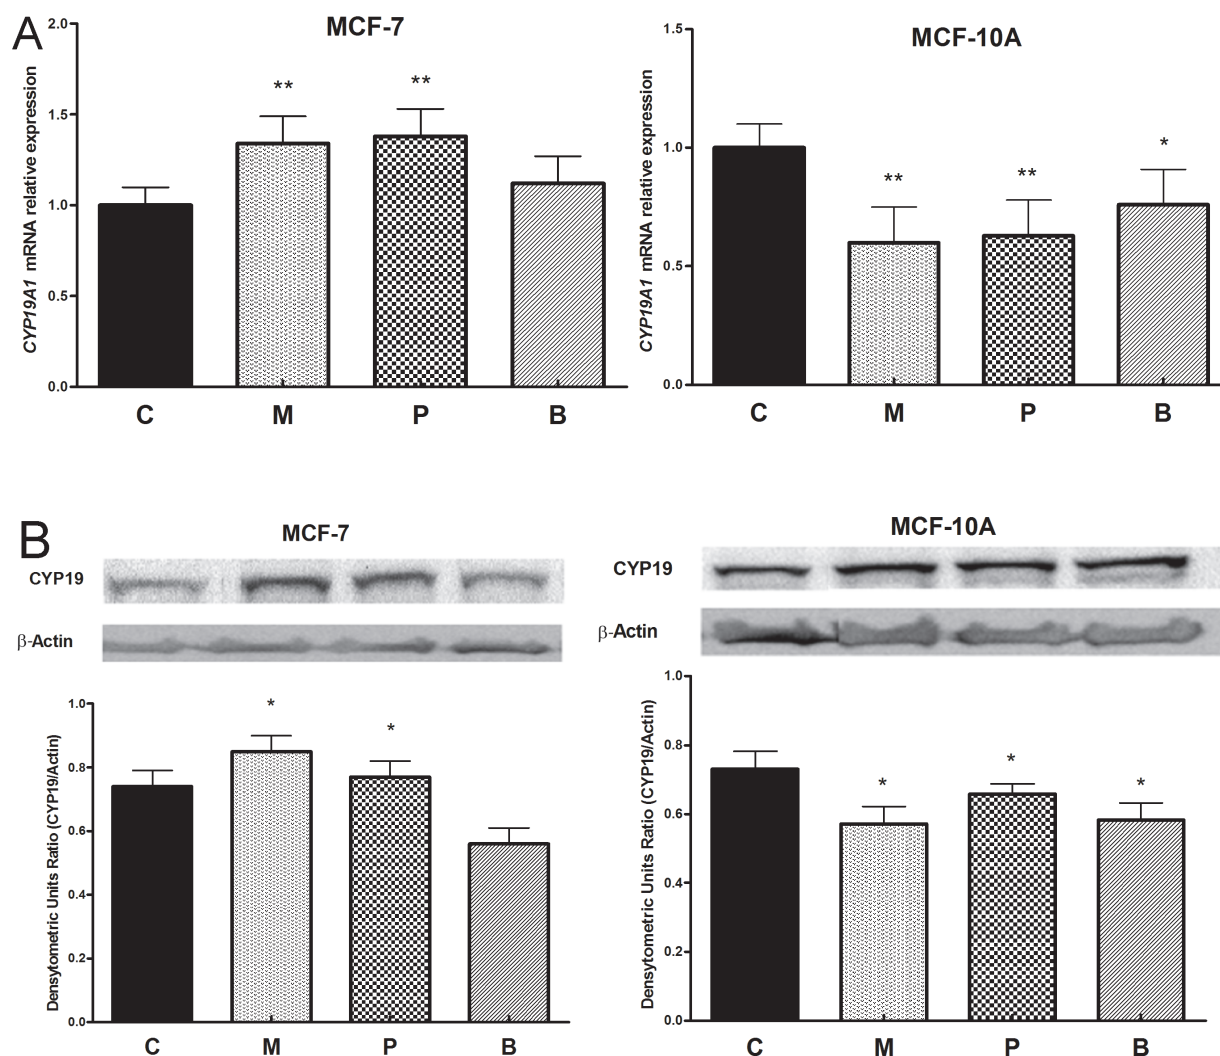 A
MCF-7
CYP19A1 mRNA relative expression
2.0
1.5
1.0
0.5
0.0
**
**
C M P B
MCF-10A
CYP19A1 mRNA relative expression
1.5
1.0
0.5
0.0
**
**
*
C M P B
B
MCF-7
CYP19
β-Actin
Densytometric Units Ratio (CYP19/Actin)
1.0
0.8
0.6
0.4
0.2
0.0
*
*
C M P B
MCF-10A
CYP19
β-Actin
Densytometric Units Ratio (CYP19/Actin)
1.0
0.8
0.6
0.4
0.2
0.0
*
*
*
C M P B